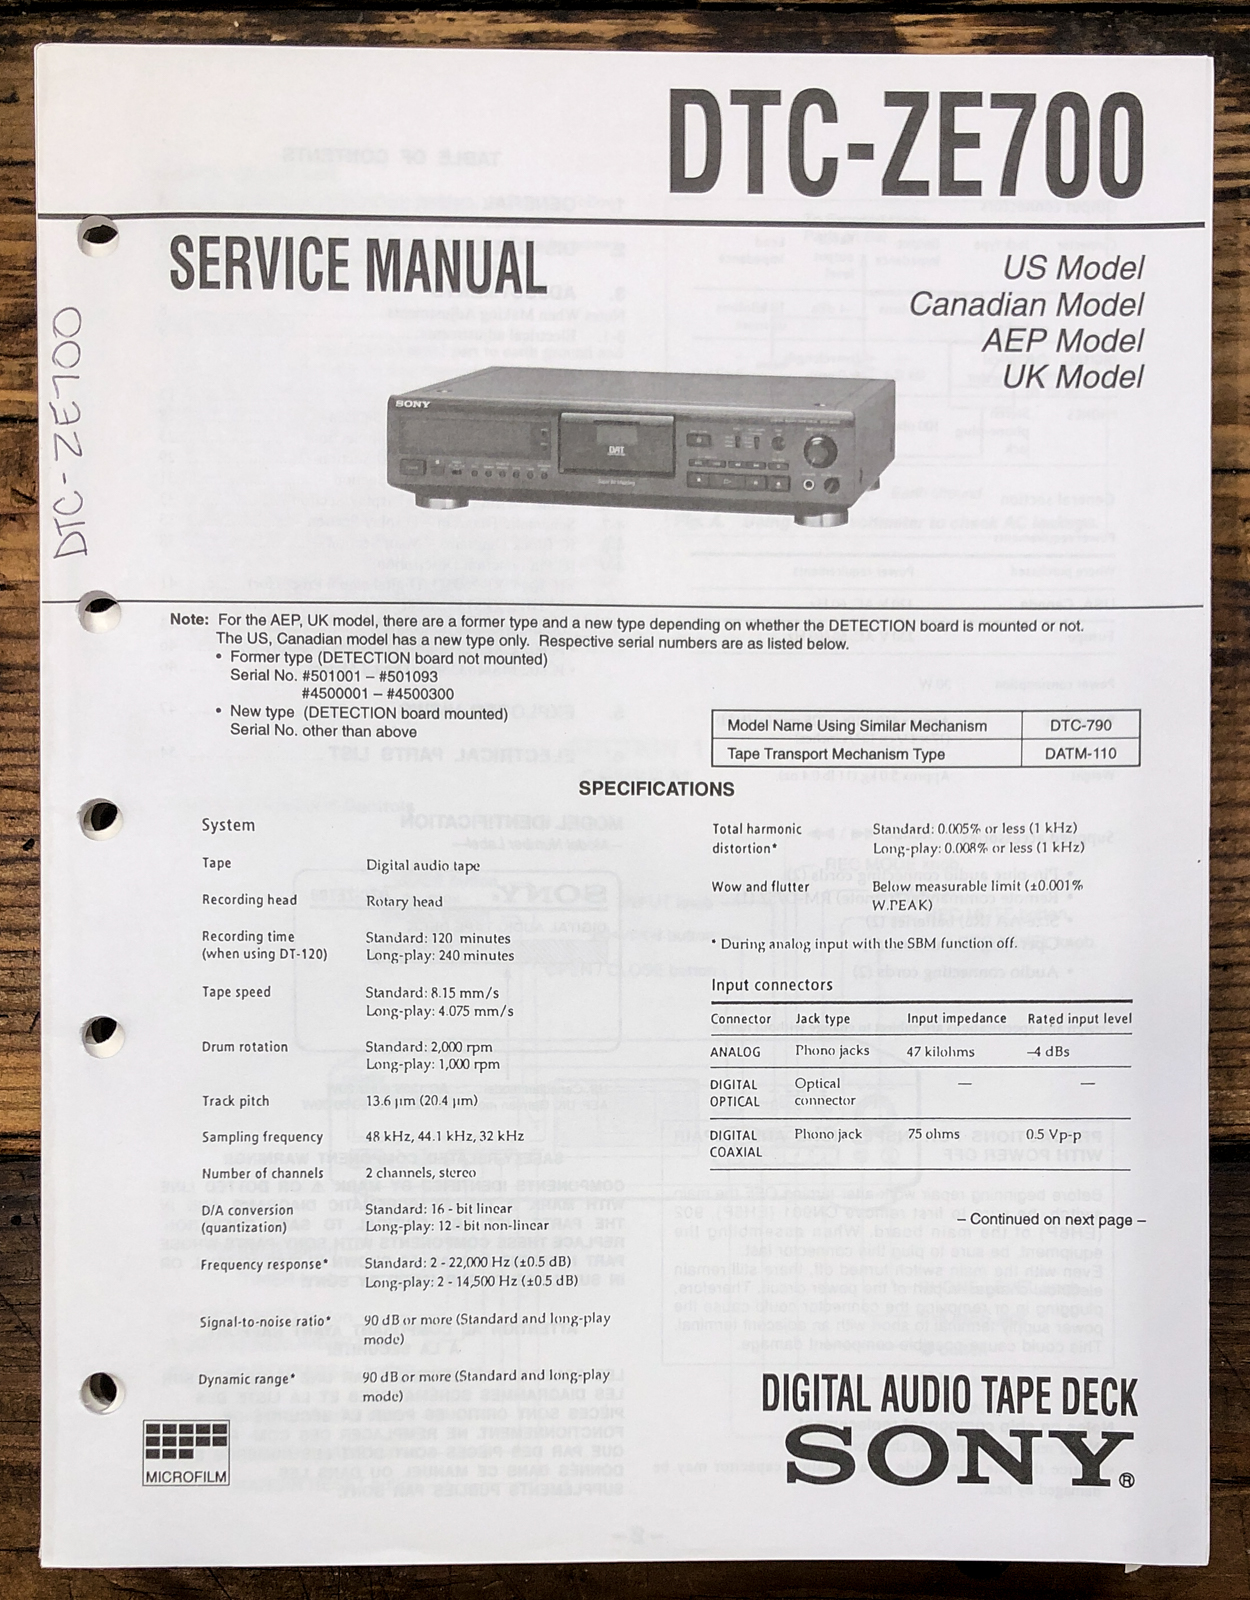 DTC-ZE700
SERVICE MANUAL
US Model
Canadian Model
AEP Model
UK Model
DTC-ZE700
SONY
DAT
Note: For the AEP, UK model, there are a former type and a new type depending on whether the DETECTION board is mounted or not.
The US, Canadian model has a new type only. Respective serial numbers are as listed below.
• Former type (DETECTION board not mounted)
Serial No. #501001 – #501093
#4500001 – #4500300
• New type (DETECTION board mounted)
Serial No. other than above
Model Name Using Similar Mechanism DTC-790
Tape Transport Mechanism Type DATM-110
SPECIFICATIONS
System
Tape Digital audio tape
Recording head Rotary head
Recording time Standard: 120 minutes
(when using DT-120) Long-play: 240 minutes
Tape speed Standard: 8.15 mm/s
Long-play: 4.075 mm/s
Drum rotation Standard: 2,000 rpm
Long-play: 1,000 rpm
Track pitch 13.6 µm (20.4 µm)
Sampling frequency 48 kHz, 44.1 kHz, 32 kHz
Number of channels 2 channels, stereo
D/A conversion Standard: 16 - bit linear
(quantization) Long-play: 12 - bit non-linear
Frequency response* Standard: 2 - 22,000 Hz (±0.5 dB)
Long-play: 2 - 14,500 Hz (±0.5 dB)
Signal-to-noise ratio* 90 dB or more (Standard and long-play
mode)
Dynamic range* 90 dB or more (Standard and long-play
mode)
Total harmonic Standard: 0.005% or less (1 kHz)
distortion* Long-play: 0.008% or less (1 kHz)
Wow and flutter Below measurable limit (±0.001%
W.PEAK)
* During analog input with the SBM function off.
Input connectors
Connector Jack type Input impedance Rated input level
ANALOG Phono jacks 47 kilohms –4 dBs
DIGITAL Optical — —
OPTICAL connector
DIGITAL Phono jack 75 ohms 0.5 Vp-p
COAXIAL
– Continued on next page –
MICROFILM
DIGITAL AUDIO TAPE DECK
SONY®